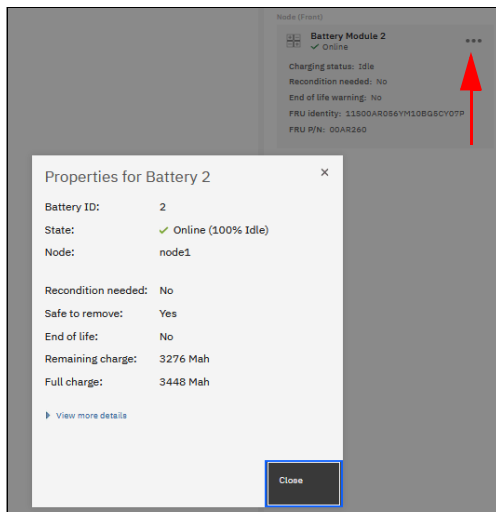 Node (Front)
Battery Module 2
Online
Charging status: Idle
Recondition needed: No
End of life warning: No
FRU identity: 11S00AR056YM10BG5CY07P
FRU P/N: 00AR260
Properties for Battery 2
Battery ID: 2
State: Online (100% Idle)
Node: node1
Recondition needed: No
Safe to remove: Yes
End of life: No
Remaining charge: 3276 Mah
Full charge: 3448 Mah
View more details
Close